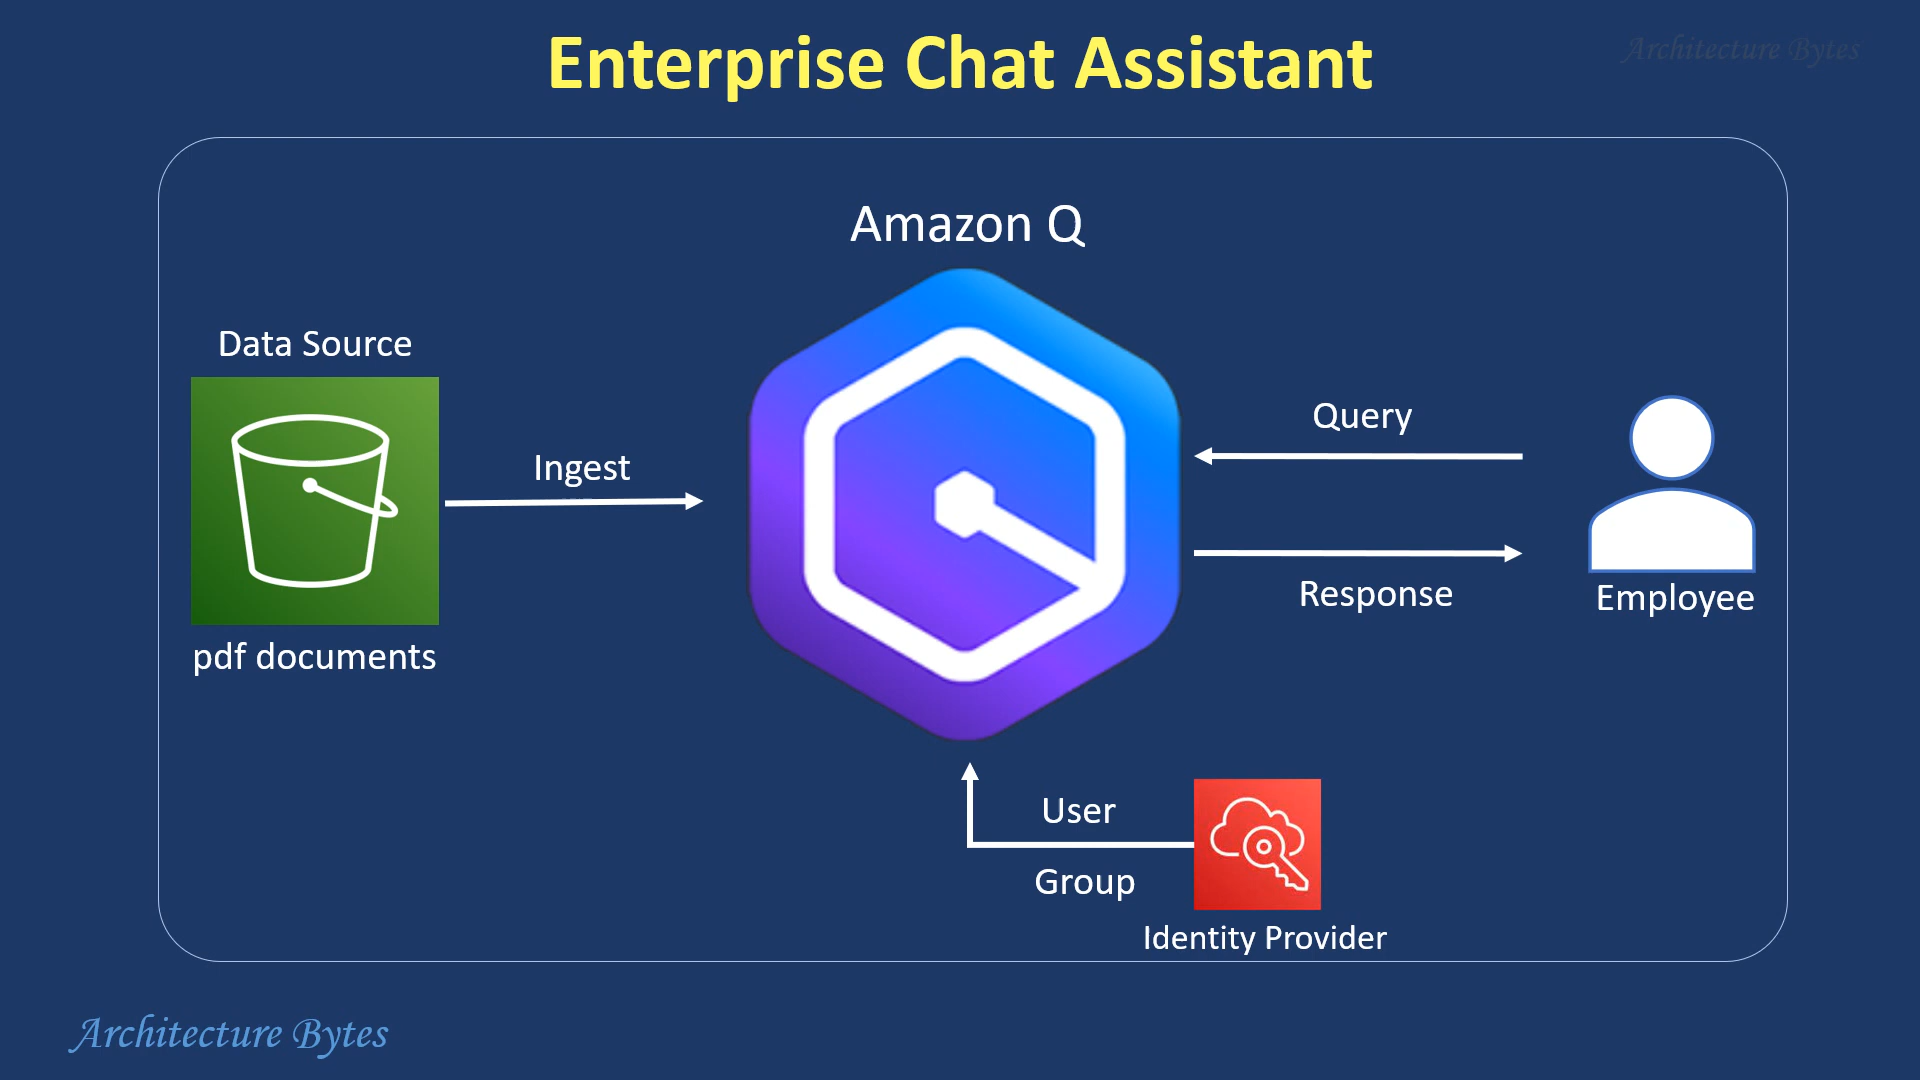 Enterprise Chat Assistant
Architecture Bytes
Amazon Q
Data Source
Ingest
pdf documents
Query
Response
Employee
User
Group
Identity Provider
Architecture Bytes